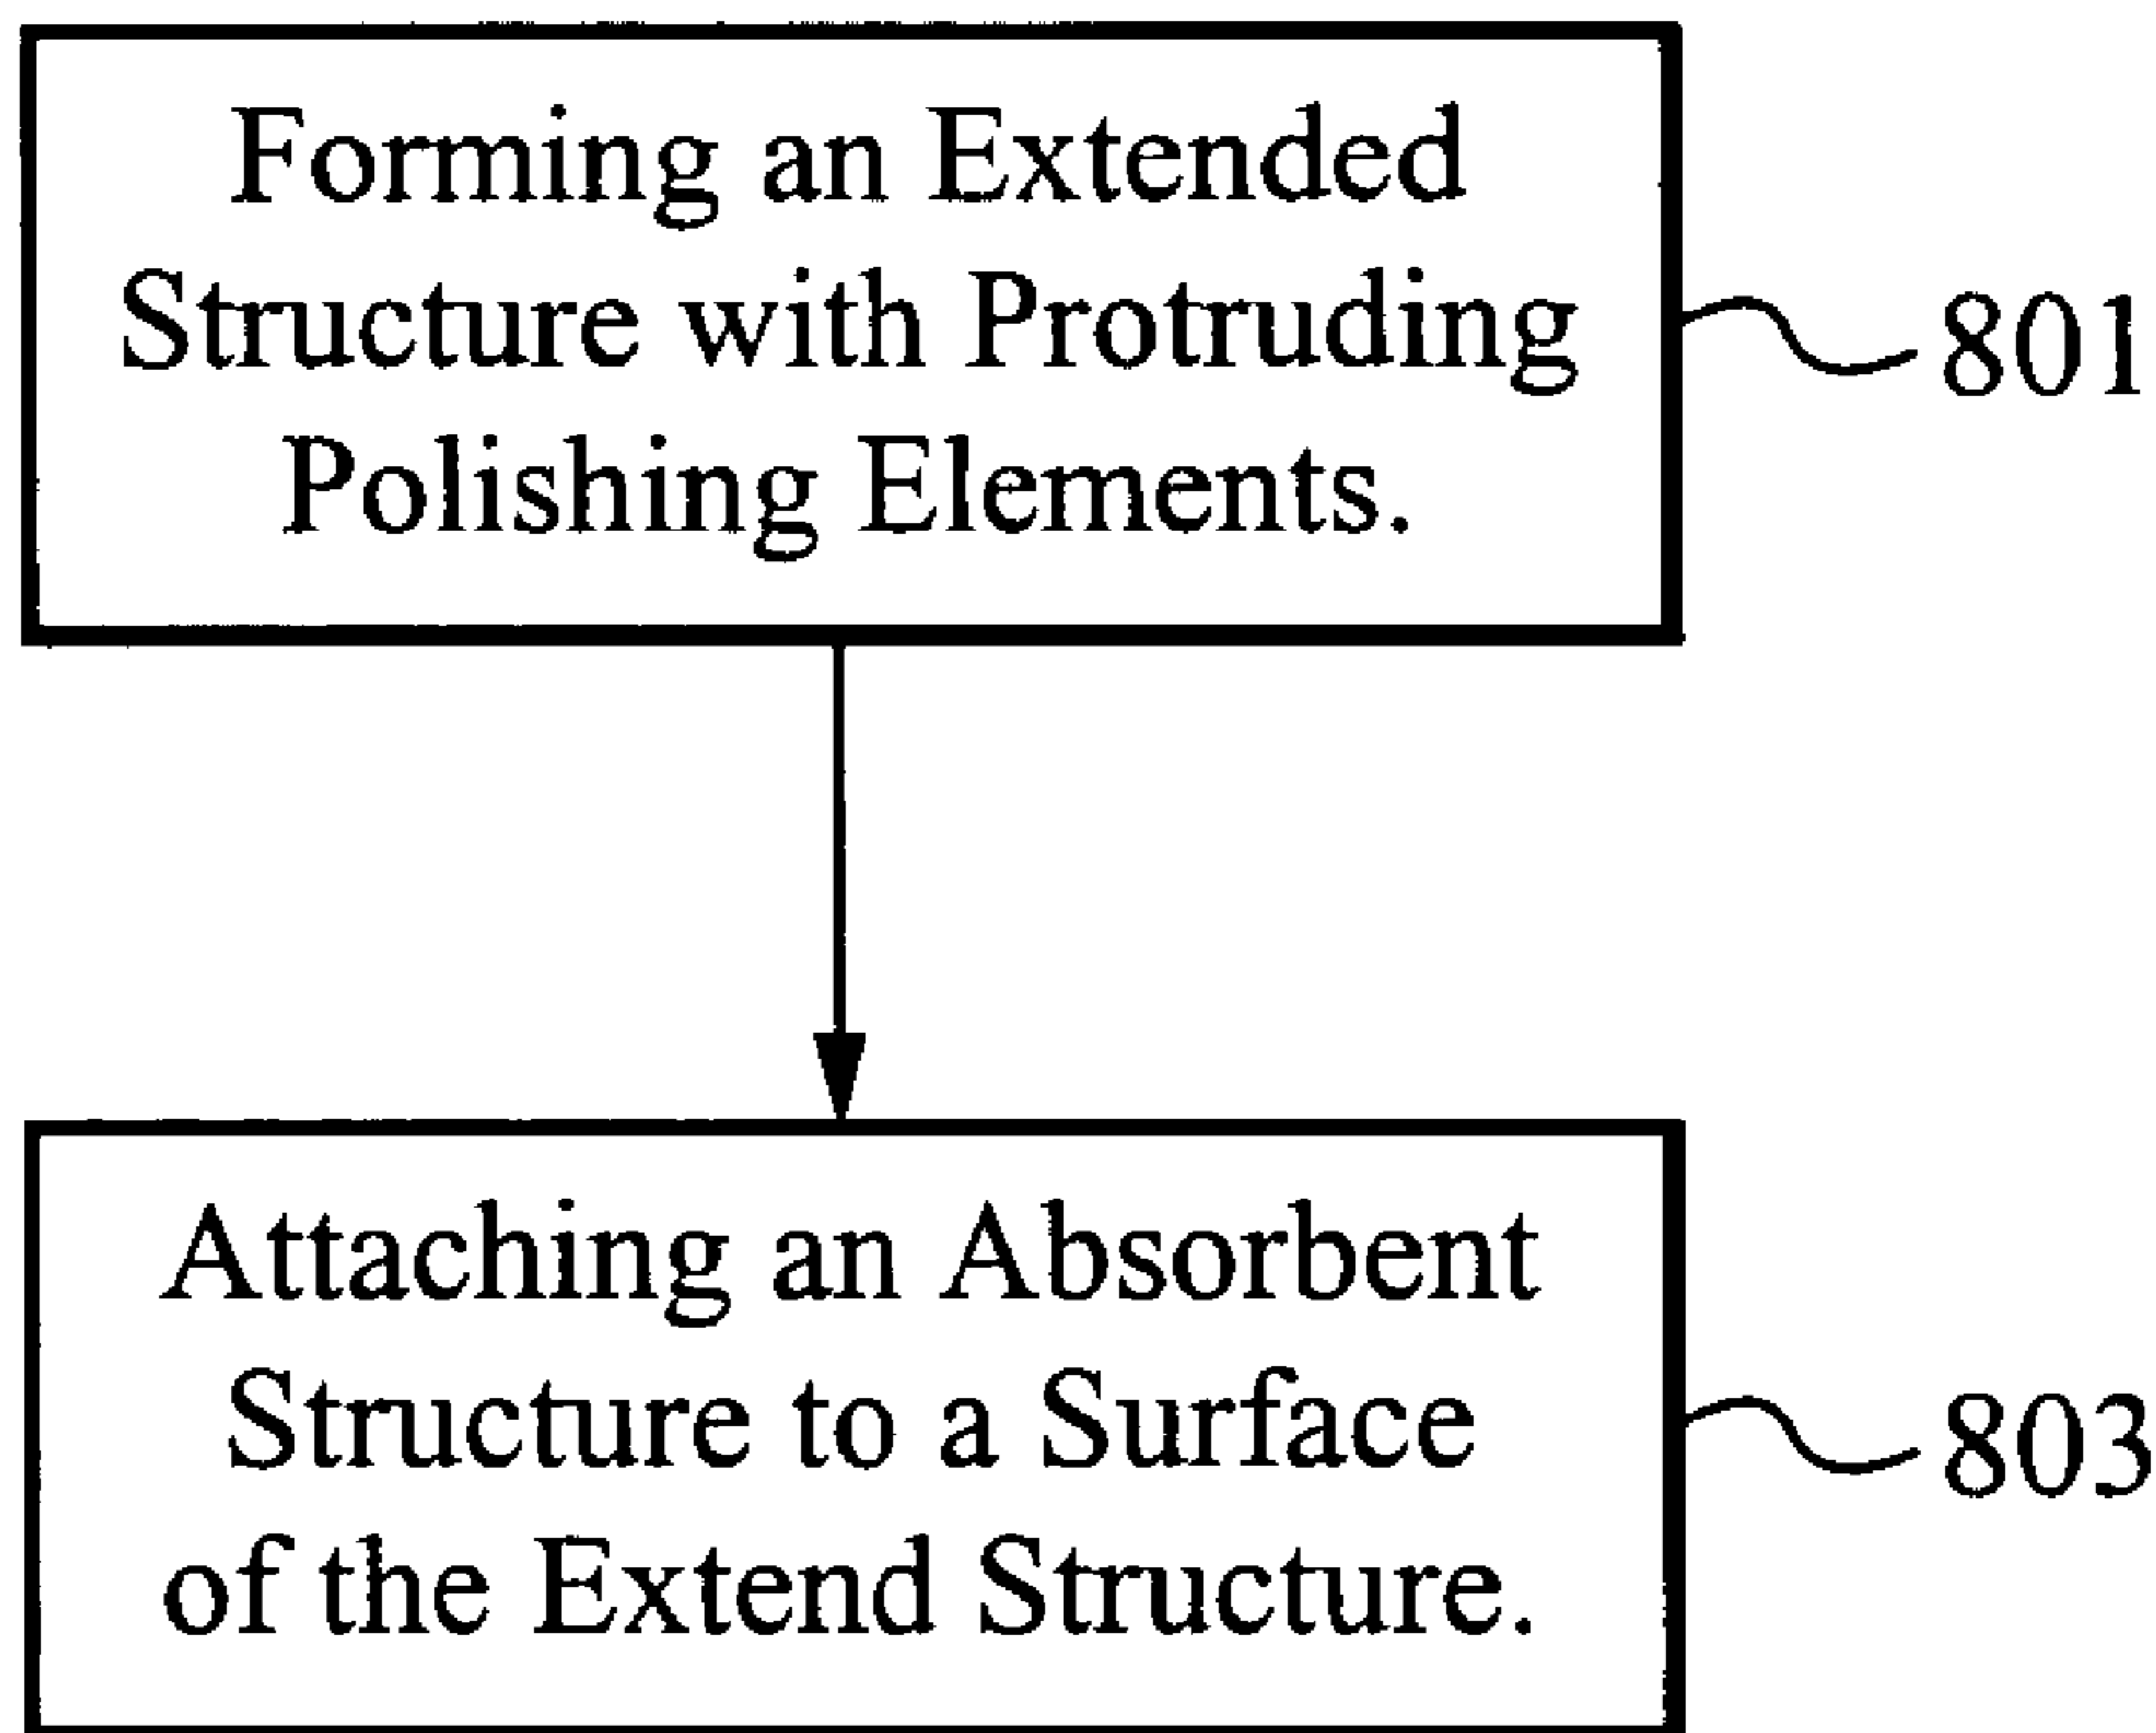 Forming an Extended
Structure with Protruding
Polishing Elements.
801
Attaching an Absorbent
Structure to a Surface
of the Extend Structure.
803